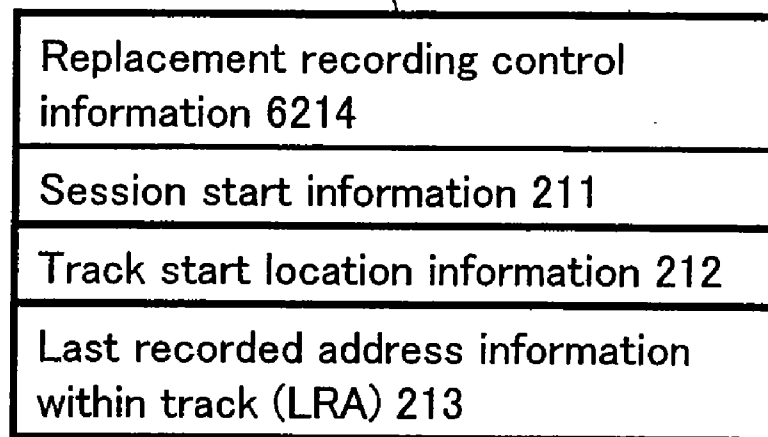 Replacement recording control
information 6214
Session start information 211
Track start location information 212
Last recorded address information
within track (LRA) 213